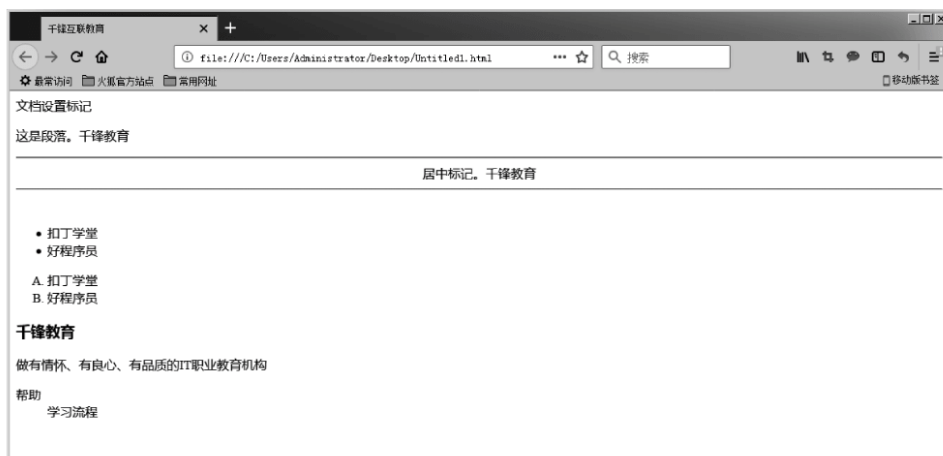 千锋互联教育 × +
file:///C:/Users/Administrator/Desktop/Untitled1.html ••• 搜索
最常访问 火狐官方站点 常用网址 移动版书签
文档设置标记
这是段落。千锋教育
居中标记。千锋教育
• 扣丁学堂
• 好程序员
A. 扣丁学堂
B. 好程序员
千锋教育
做有情怀、有良心、有品质的IT职业教育机构
帮助
学习流程